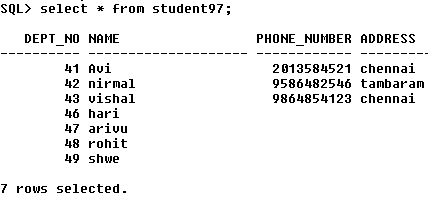 SQL> select * from student97;
DEPT_NO NAME PHONE_NUMBER ADDRESS
---------- -------------------- ------------ ----------
41 Avi 2013584521 chennai
42 nirmal 9586482546 tambaram
43 vishal 9864854123 chennai
46 hari
47 arivu
48 rohit
49 shwe
7 rows selected.